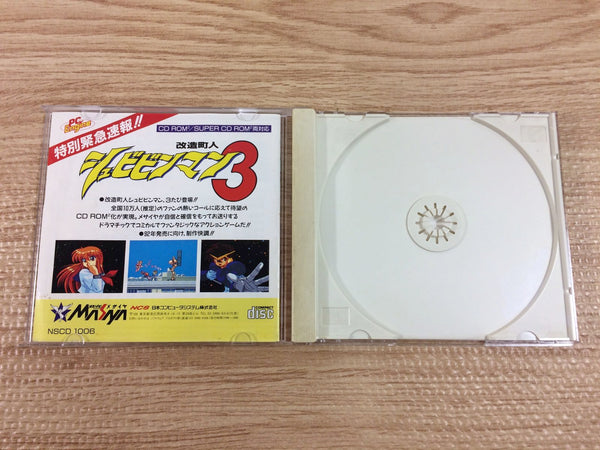 PC Engine
特別緊急速報!!
CD ROM²/SUPER CD ROM²両対応
改造町人
シュビビンマン3
●改造町人シュビビンマン、3たび登場!!
全国10万人(推定)のファンの熱いコールに応えて待望の
CD ROM²化が実現。メサイヤが自信と確信をもってお送りする
ドラマチックでコミカルでファンタジックなアクションゲームだ!!
●92年発売に向け、制作快調!!
メサイヤ
MASAYA
NCS 日本コンピュータシステム株式会社
COMPACT
disc
NSCD 1006